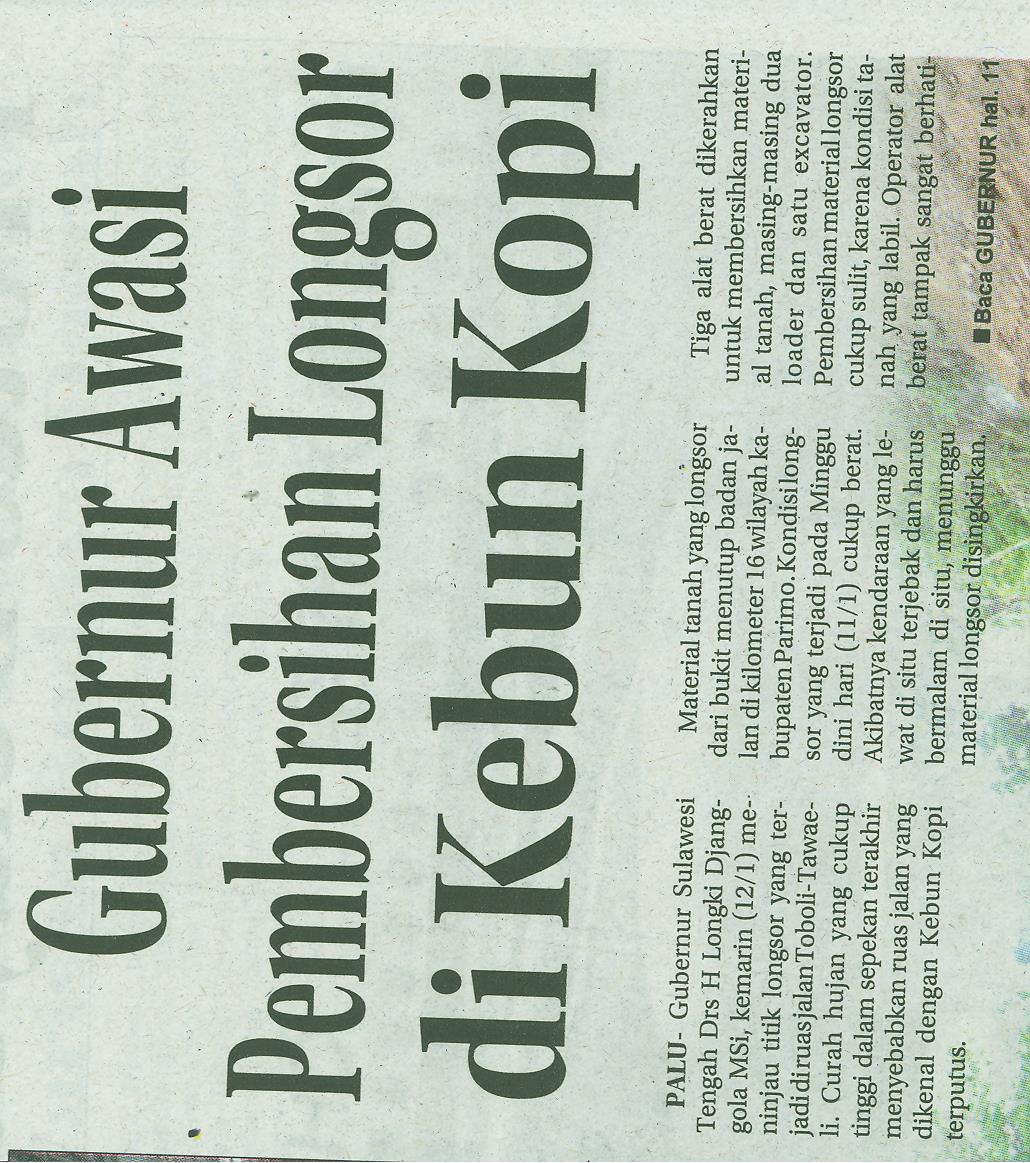 Gubernur Awasi
Pembersihan Longsor
di Kebun Kopi
PALU- Gubernur Sulawesi
Tengah Drs H Longki Djang-
gola MSi, kemarin (12/1) me-
ninjau titik longsor yang ter-
jadi di ruas jalan Toboli-Tawae-
li. Curah hujan yang cukup
tinggi dalam sepekan terakhir
menyebabkan ruas jalan yang
dikenal dengan Kebun Kopi
terputus.
Material tanah yang longsor
dari bukit menutup badan ja-
lan di kilometer 16 wilayah ka-
bupaten Parimo. Kondisi long-
sor yang terjadi pada Minggu
dini hari (11/1) cukup berat.
Akibatnya kendaraan yang le-
wat di situ terjebak dan harus
bermalam di situ, menunggu
material longsor disingkirkan.
Tiga alat berat dikerahkan
untuk membersihkan materi-
al tanah, masing-masing dua
loader dan satu excavator.
Pembersihan material longsor
cukup sulit, karena kondisi ta-
nah yang labil. Operator alat
berat tampak sangat berhati-
■ Baca GUBERNUR hal. 11